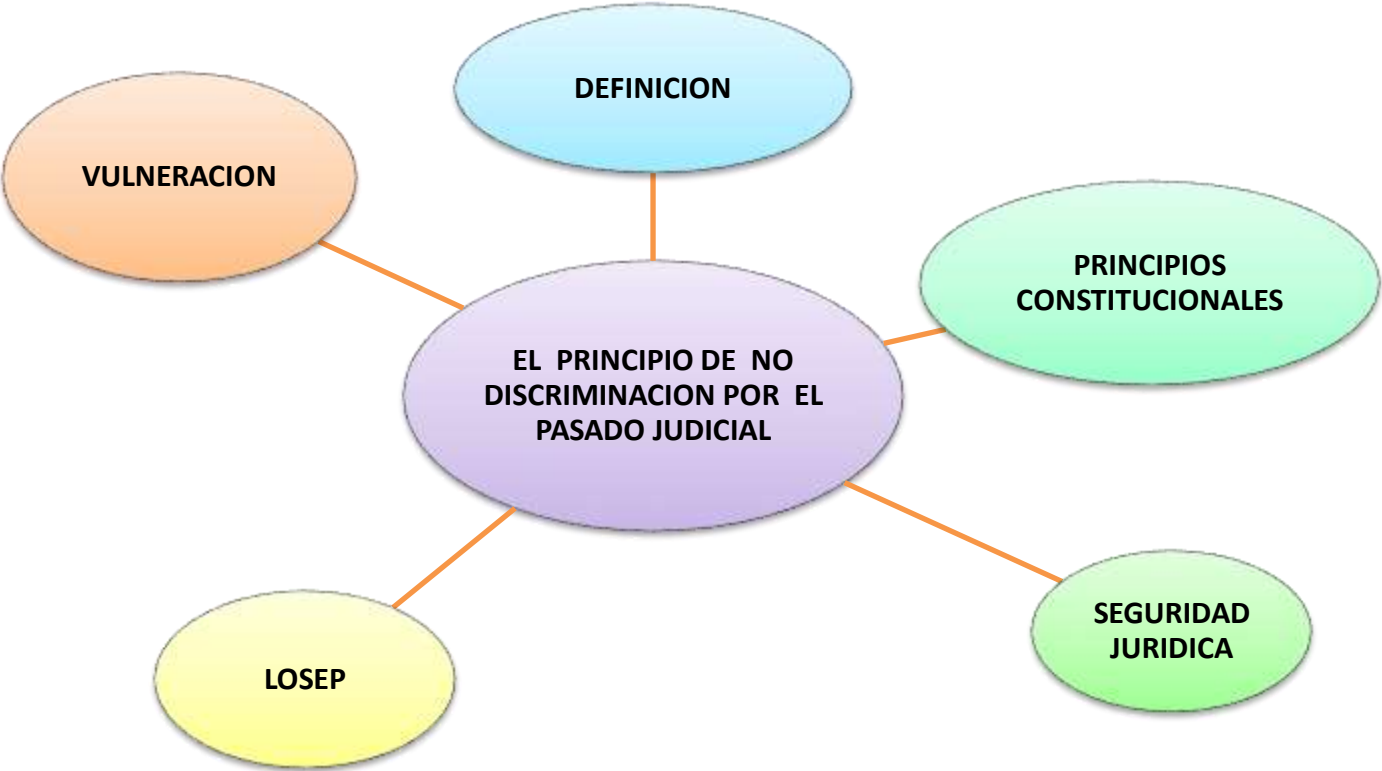 DEFINICION
VULNERACION
PRINCIPIOS
CONSTITUCIONALES
EL PRINCIPIO DE NO
DISCRIMINACION POR EL
PASADO JUDICIAL
SEGURIDAD
JURIDICA
LOSEP